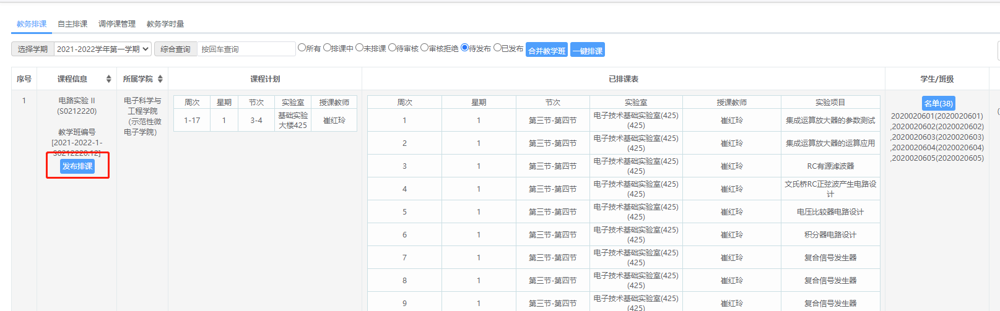 教务排课 自主排课 调停课管理 教务学时量
选择学期 2021-2022学年第一学期 综合查询 按回车查询 所有 排课中 未排课 待审核 审核拒绝 待发布 已发布 合并教学班 一键排课
序号 课程信息 所属学院 课程计划 已排课表 学生/班级
1
电路实验 II
(S0212220)
教学班编号
[2021-2022-1-
S0212220.12]
发布排课
电子科学与
工程学院
（示范性微
电子学院）
周次 星期 节次 实验室 授课教师
1-17 1 3-4 基础实验
大楼425 崔红玲
周次 星期 节次 实验室 授课教师 实验项目
1 1 第三节-第四节 电子技术基础实验室(425)
(425) 崔红玲 集成运算放大器的参数测试
2 1 第三节-第四节 电子技术基础实验室(425)
(425) 崔红玲 集成运算放大器的运算应用
3 1 第三节-第四节 电子技术基础实验室(425)
(425) 崔红玲 RC有源滤波器
4 1 第三节-第四节 电子技术基础实验室(425)
(425) 崔红玲 文氏桥RC正弦波产生电路设
计
5 1 第三节-第四节 电子技术基础实验室(425)
(425) 崔红玲 电压比较器电路设计
6 1 第三节-第四节 电子技术基础实验室(425)
(425) 崔红玲 积分器电路设计
7 1 第三节-第四节 电子技术基础实验室(425)
(425) 崔红玲 复合信号发生器
8 1 第三节-第四节 电子技术基础实验室(425)
(425) 崔红玲 复合信号发生器
9 1 第三节-第四节 电子技术基础实验室(425)
(425) 崔红玲 复合信号发生器
名单(38)
2020020601(2020020601)
,2020020602(2020020602)
,2020020603(2020020603)
,2020020604(2020020604)
,2020020605(2020020605)
(